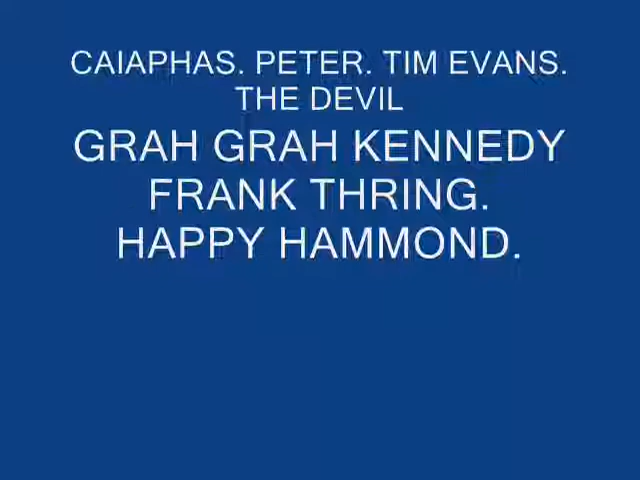 CAIAPHAS. PETER. TIM EVANS.
THE DEVIL
GRAH GRAH KENNEDY
FRANK THRING.
HAPPY HAMMOND.